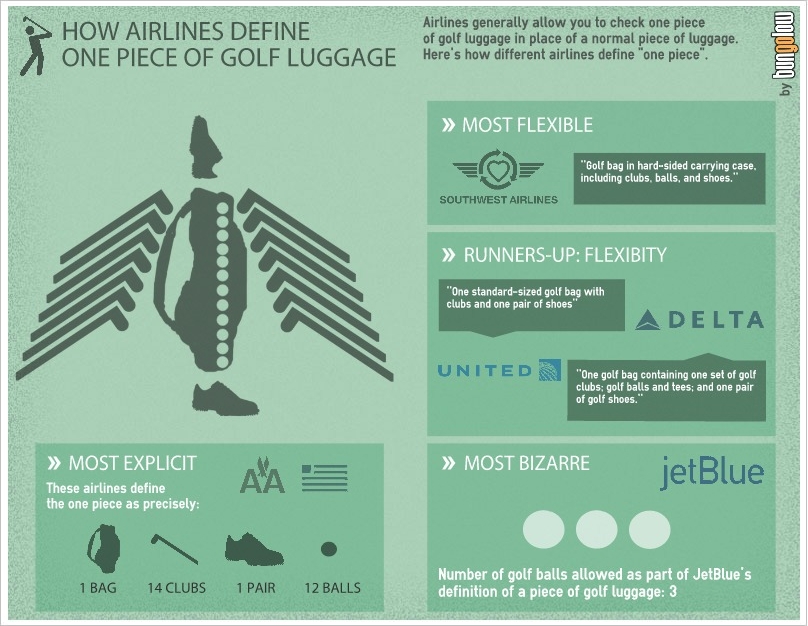 HOW AIRLINES DEFINE
ONE PIECE OF GOLF LUGGAGE
Airlines generally allow you to check one piece
of golf luggage in place of a normal piece of luggage.
Here's how different airlines define "one piece".
by bungolow
» MOST FLEXIBLE
SOUTHWEST AIRLINES
"Golf bag in hard-sided carrying case,
including clubs, balls, and shoes."
» RUNNERS-UP: FLEXIBITY
"One standard-sized golf bag with
clubs and one pair of shoes"
DELTA
UNITED
"One golf bag containing one set of golf
clubs; golf balls and tees; and one pair
of golf shoes."
» MOST EXPLICIT
AA
These airlines define
the one piece as precisely:
1 BAG
14 CLUBS
1 PAIR
12 BALLS
» MOST BIZARRE
jetBlue
Number of golf balls allowed as part of JetBlue's
definition of a piece of golf luggage: 3